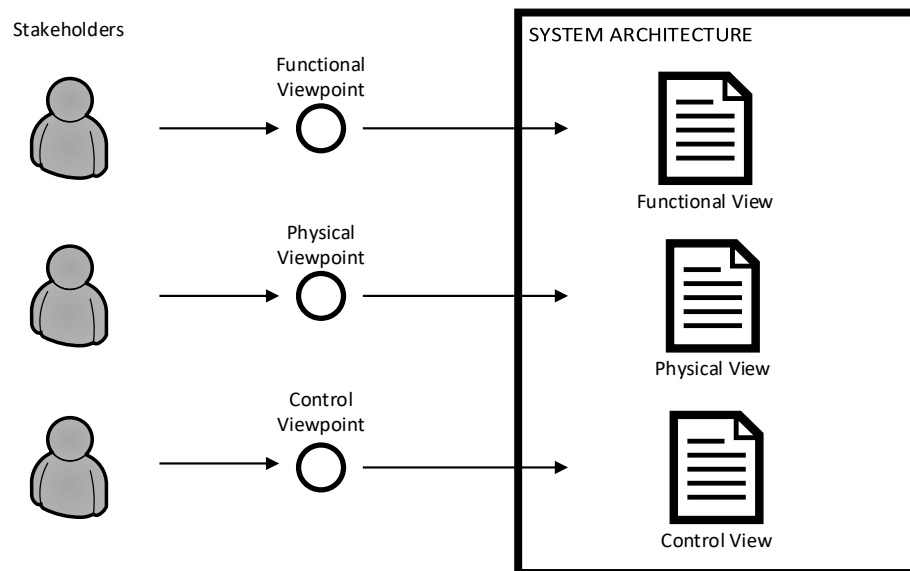 Stakeholders
SYSTEM ARCHITECTURE
Functional
Viewpoint
Functional View
Physical
Viewpoint
Physical View
Control
Viewpoint
Control View